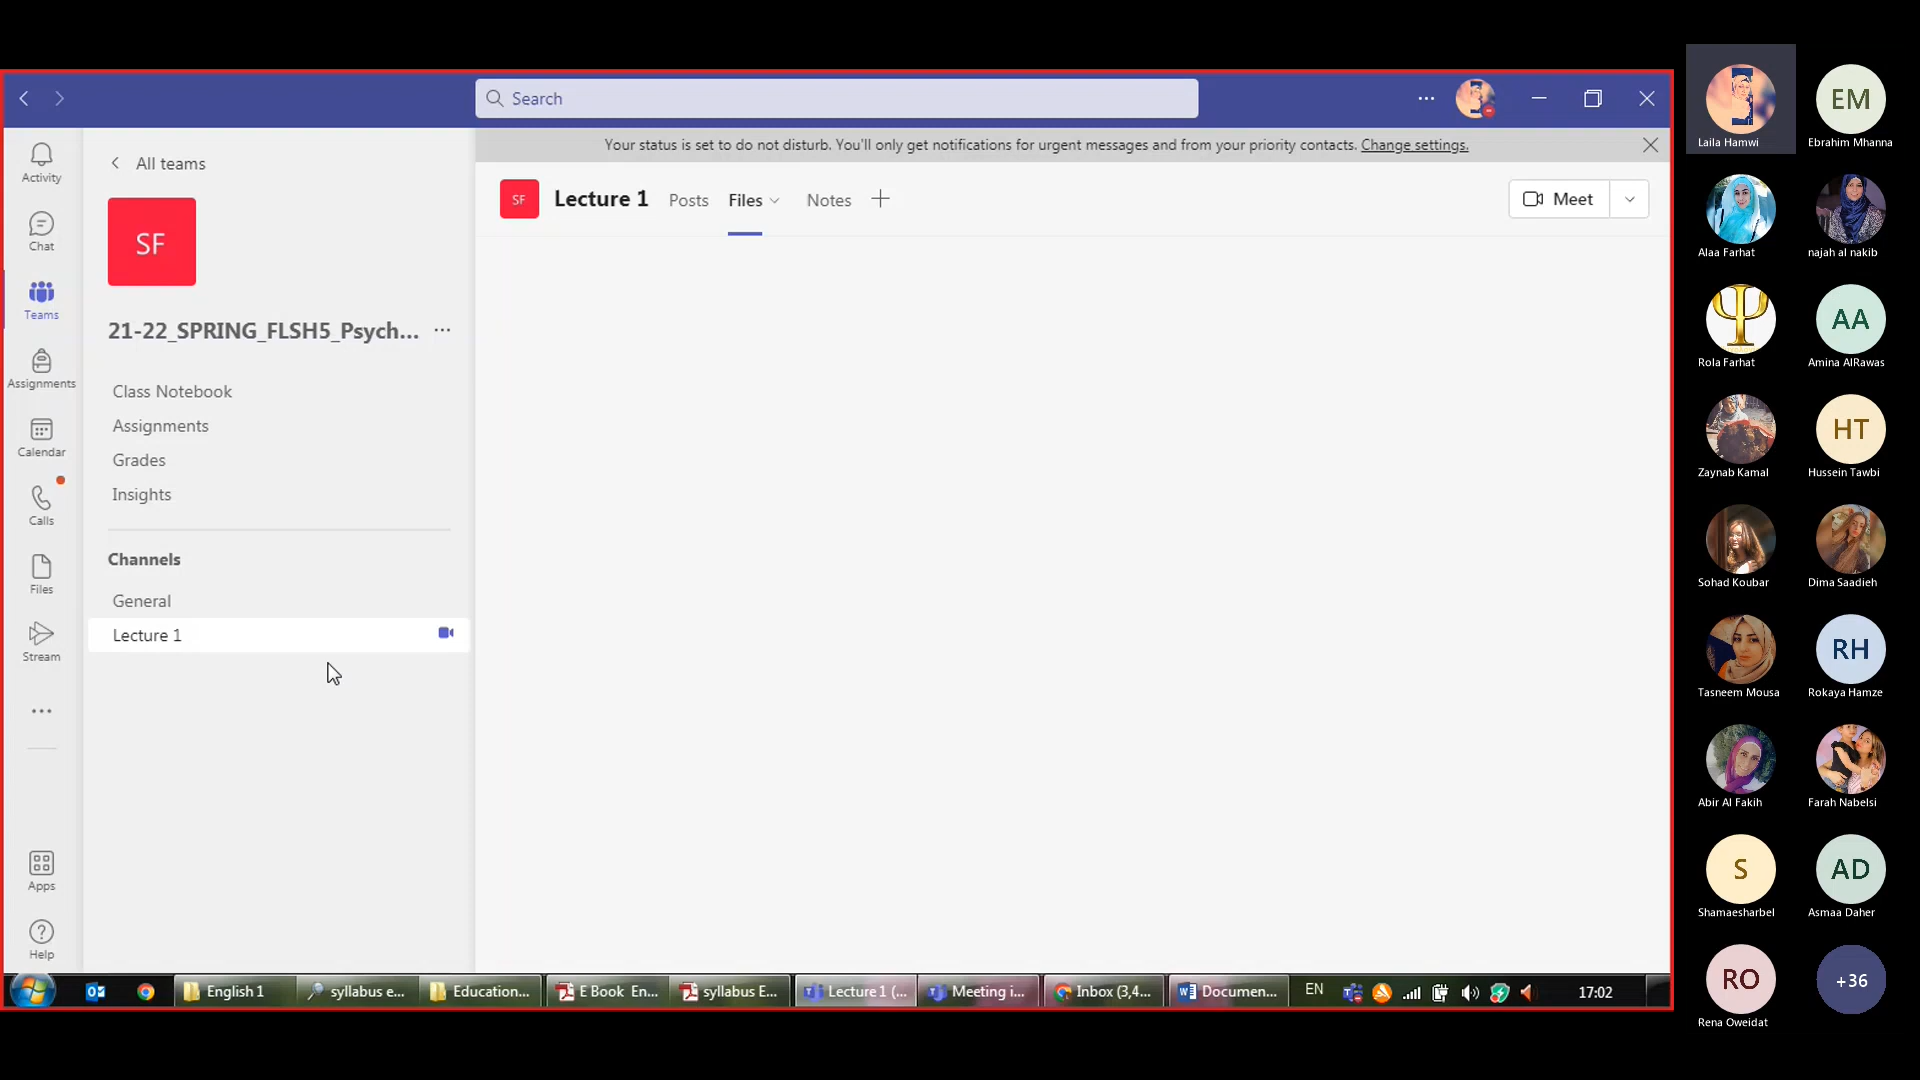 Search
Your status is set to do not disturb. You'll only get notifications for urgent messages and from your priority contacts. Change settings.
Activity
Chat
Teams
Assignments
Calendar
Calls
Files
Stream
Apps
Help
All teams
SF
21-22_SPRING_FLSH5_Psych...
Class Notebook
Assignments
Grades
Insights
Channels
General
Lecture 1
SF
Lecture 1
Posts
Files
Notes
Meet
English 1
syllabus e...
Education...
E Book En...
syllabus E...
Lecture 1 (...
Meeting i...
Inbox (3,4...
Documen...
EN
17:02
Laila Hamwi
EM
Ebrahim Mhanna
Alaa Farhat
najah al nakib
Rola Farhat
AA
Amina AlRawas
Zaynab Kamal
HT
Hussein Tawbi
Sohad Koubar
Dima Saadieh
Tasneem Mousa
RH
Rokaya Hamze
Abir Al Fakih
Farah Nabelsi
S
Shamaesharbel
AD
Asmaa Daher
RO
Rena Oweidat
+36